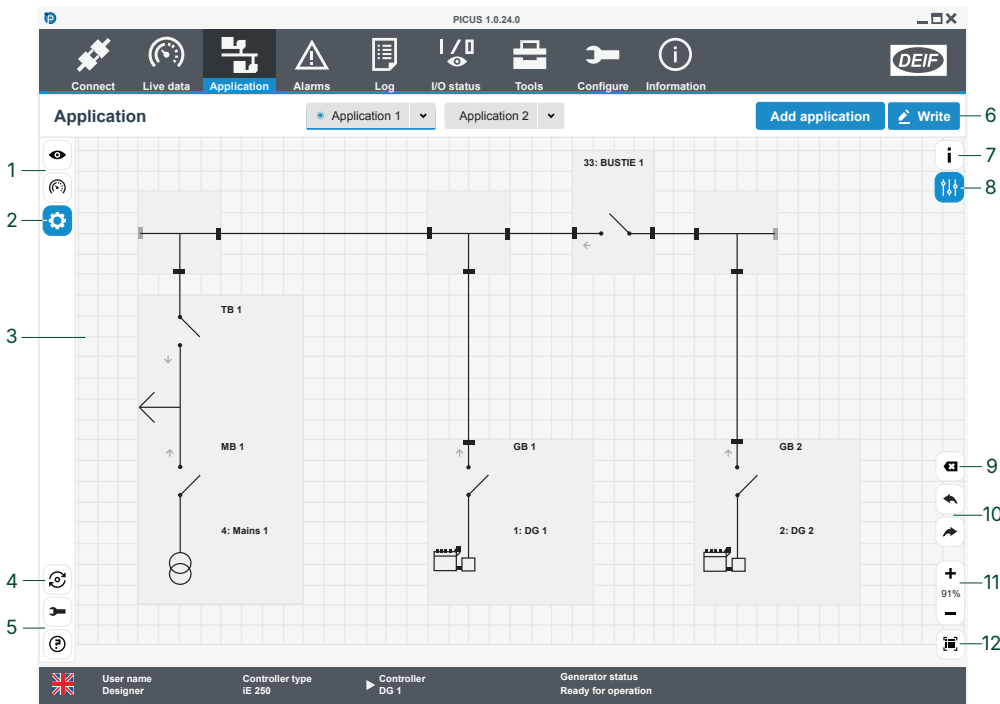 PICUS 1.0.24.0
Connect
Live data
Application
Alarms
Log
I/O status
Tools
Configure
Information
DEIF
Application
Application 1
Application 2
Add application
Write
6
1
7
2
8
33: BUSTIE 1
3
TB 1
MB 1
GB 1
GB 2
9
10
4: Mains 1
1: DG 1
2: DG 2
4
11
91%
5
12
User name
Designer
Controller type
iE 250
Controller
DG 1
Generator status
Ready for operation